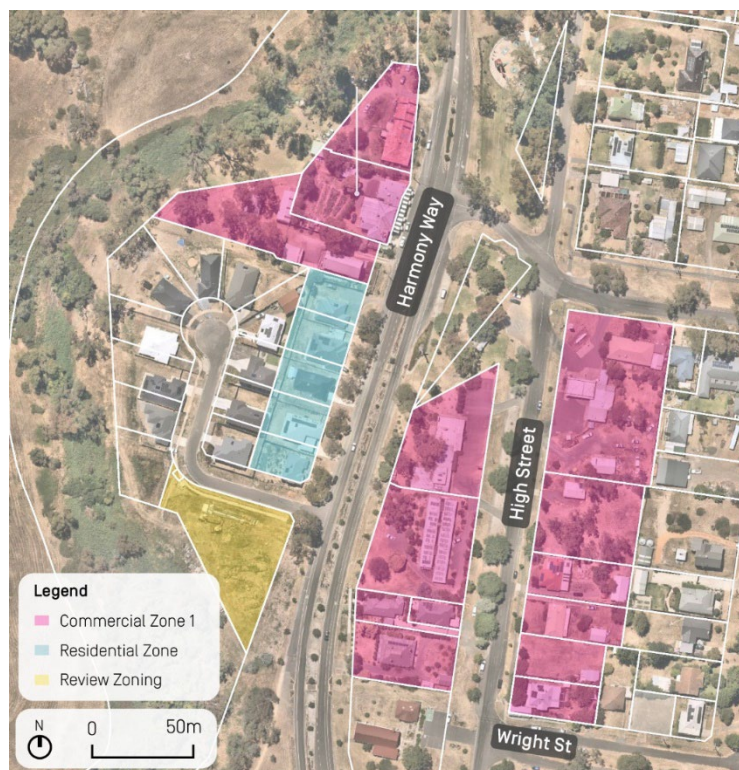 Harmony Way
High Street
Wright St
Legend
Commercial Zone 1
Residential Zone
Review Zoning
N
0
50m